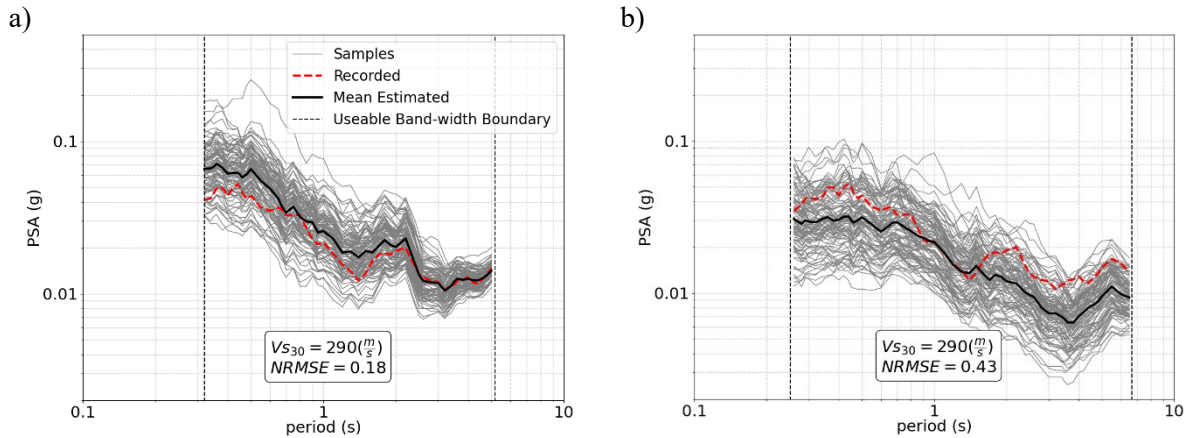 a)
PSA (g)
0.1
0.01
Samples
Recorded
Mean Estimated
Useable Band-width Boundary
Vs30 = 290(m/s)
NRMSE = 0.18
0.1
1
10
period (s)
b)
PSA (g)
0.1
0.01
Vs30 = 290(m/s)
NRMSE = 0.43
0.1
1
10
period (s)